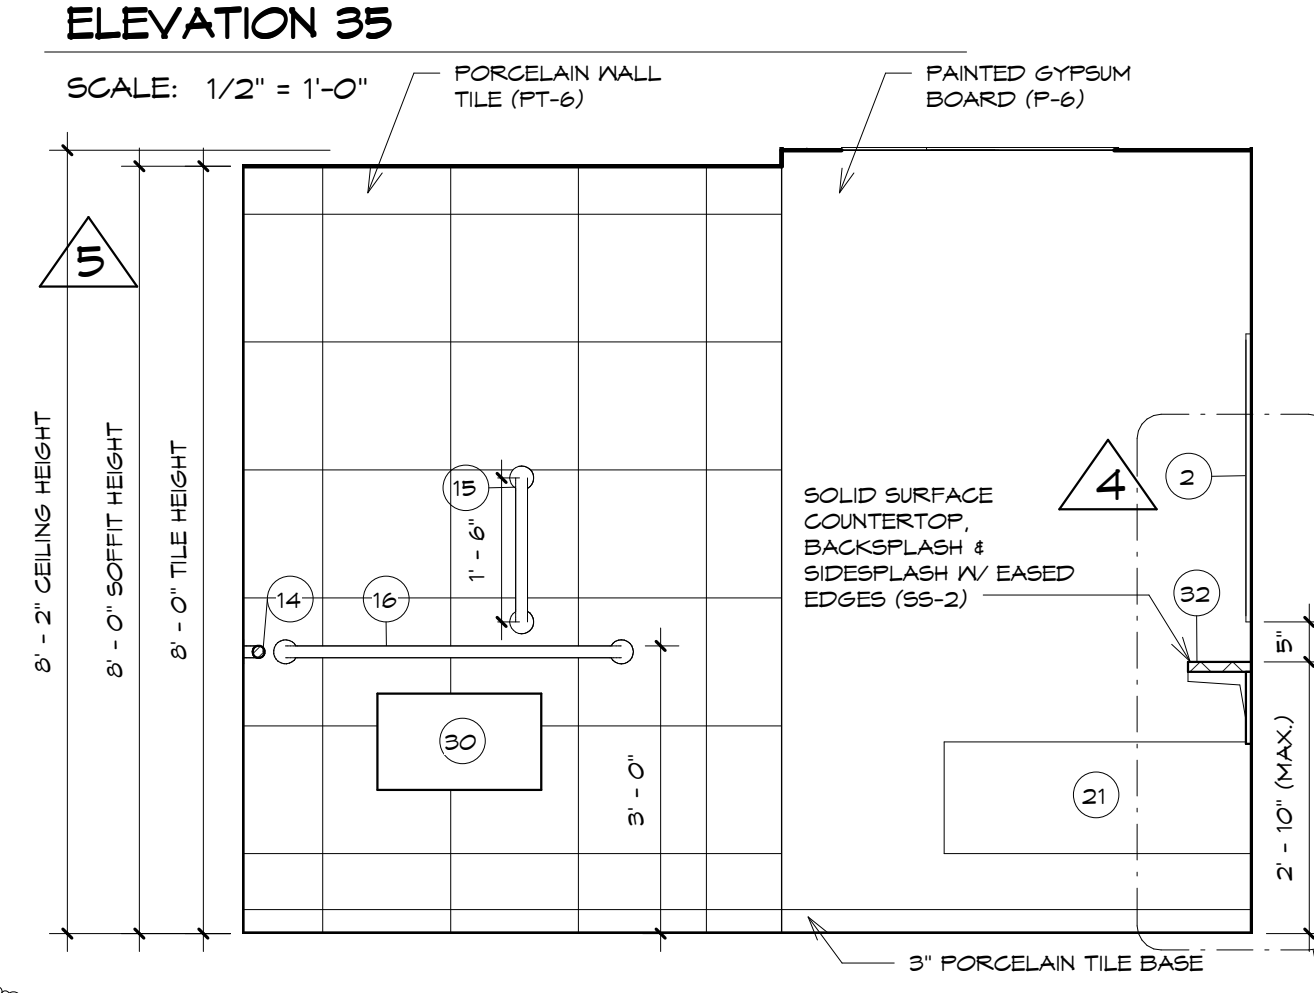 ELEVATION 35
SCALE: 1/2" = 1'-0"
PORCELAIN WALL
TILE (PT-6)
PAINTED GYPSUM
BOARD (P-6)
5
8' - 2" CEILING HEIGHT
8' - 0" SOFFIT HEIGHT
8' - 0" TILE HEIGHT
15
1' - 6"
14
16
30
3' - 0"
SOLID SURFACE
COUNTERTOP,
BACKSPLASH &
SIDESPLASH W/ EASED
EDGES (SS-2)
4
2
32
5"
2' - 10" (MAX.)
21
3" PORCELAIN TILE BASE